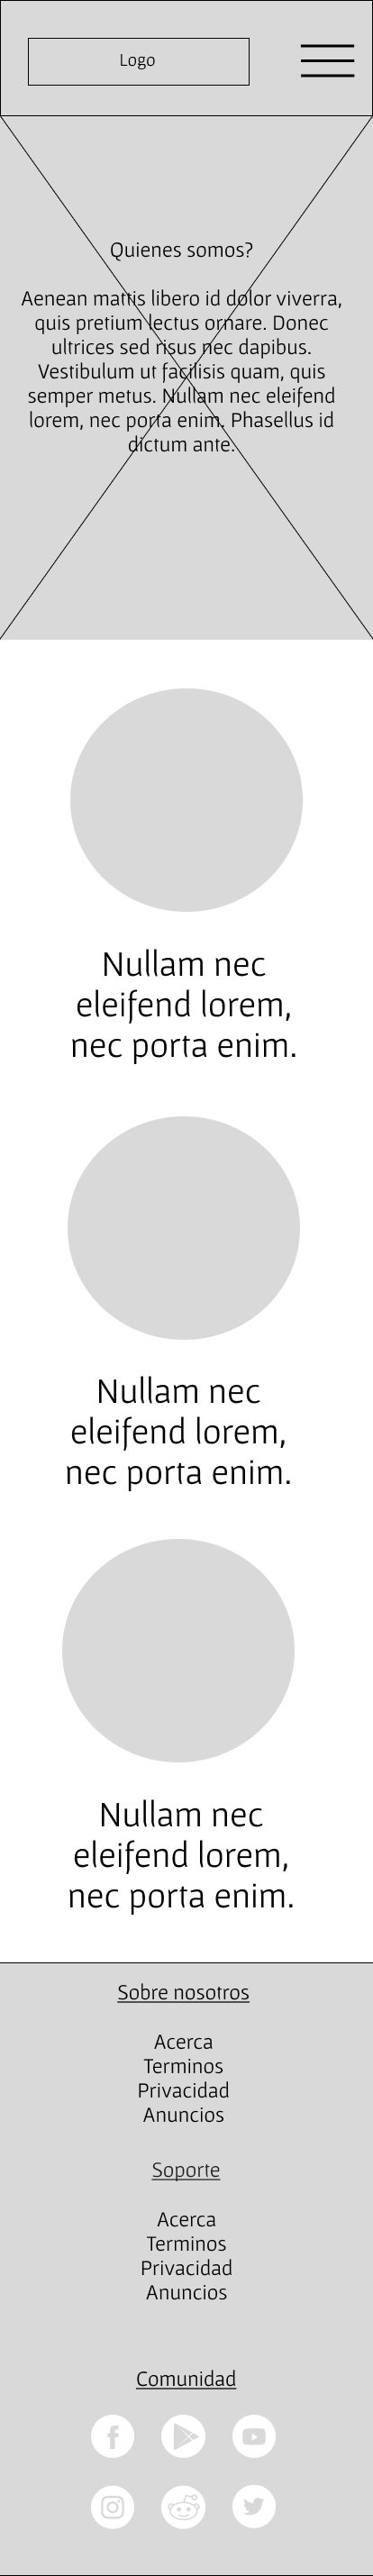 Logo
Quienes somos?
Aenean mattis libero id dolor viverra,
quis pretium lectus ornare. Donec
ultrices sed risus nec dapibus.
Vestibulum ut facilisis quam, quis
semper metus. Nullam nec eleifend
lorem, nec porta enim. Phasellus id
dictum ante.
Nullam nec
eleifend lorem,
nec porta enim.
Nullam nec
eleifend lorem,
nec porta enim.
Nullam nec
eleifend lorem,
nec porta enim.
Sobre nosotros
Acerca
Terminos
Privacidad
Anuncios
Soporte
Acerca
Terminos
Privacidad
Anuncios
Comunidad